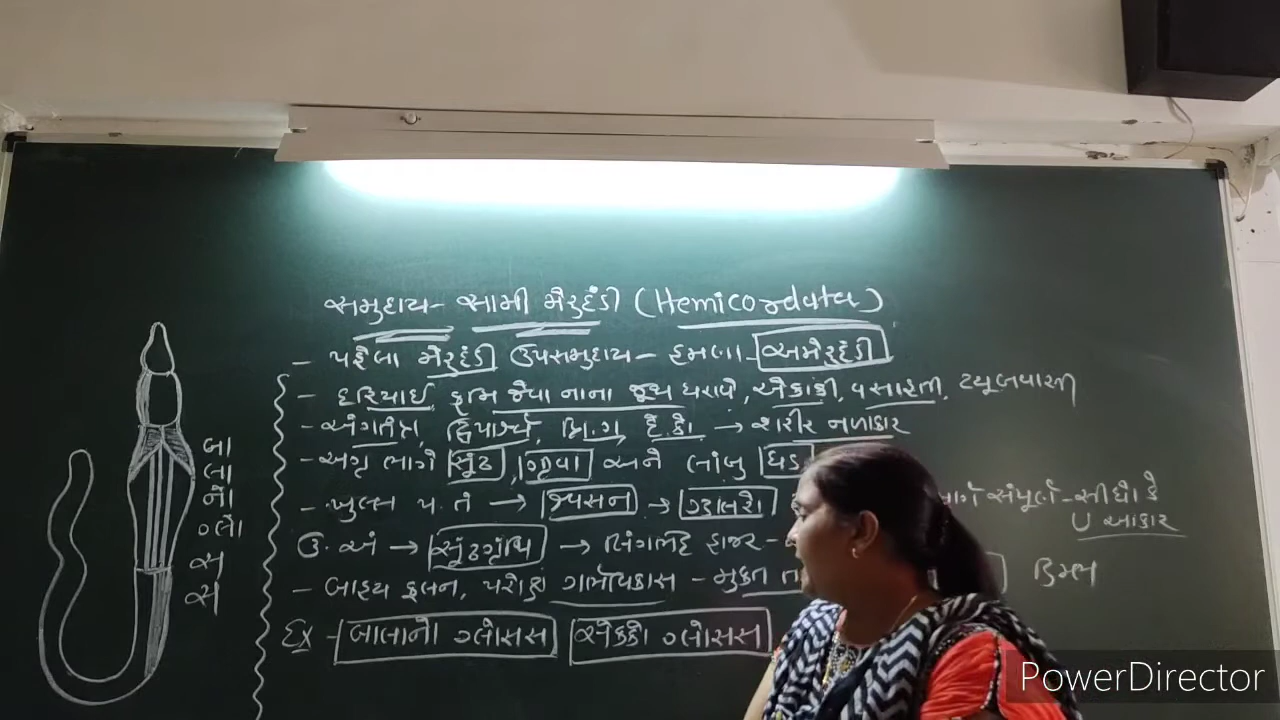 સમુદાય - સામી મેરુદંડી (Hemicordata)
- પહેલા મેરુદંડી ઉપસમુદાય - હમણા - અમેરુદંડી
- દરિયાઈ કૃમિ જેવા નાના જૂથ ધરાવે, એકાકી, વસાહતી, ટ્યૂબવાસી
- અંગતંત્ર, દ્વિપાર્શ્વ, ત્રિ.ગ, દે.કો. → શરીર નળાકાર
- અગ્ર ભાગે સૂંઢ, ગ્રીવા અને લાંબુ ધડ
- ખુલ્લુ પ. તં → શ્વસન → ઝાલરો
માર્ગ સંપૂર્ણ - સીધો કે
U આકાર
ઉ. અં → સૂંઢગ્રંથિ → લિંગભેદ હાજર -
- બાહ્ય ફલન, પરોક્ષ ગર્ભવિકાસ - મુક્ત
ડિમ્ભ
Ex - બાલાનો ગ્લોસસ સેક્કો ગ્લોસસ
બાલાનોગ્લોસસ
PowerDirector